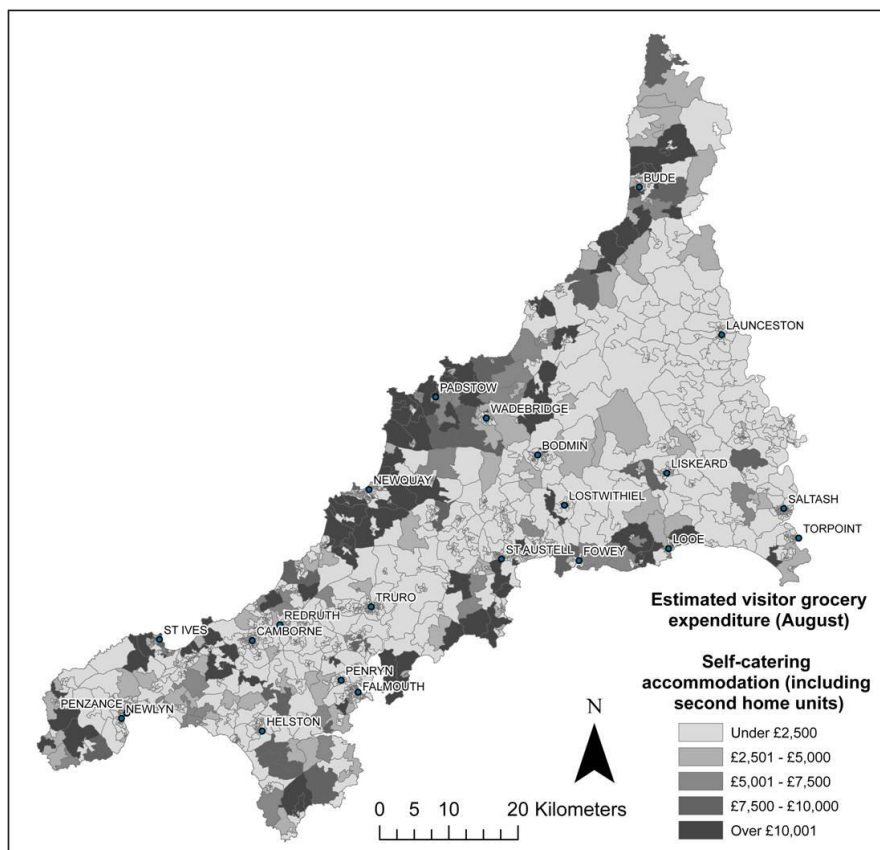 BUDE
LAUNCESTON
PADSTOW
WADEBRIDGE
BODMIN
LISKEARD
NEWQUAY
LOSTWITHIEL
SALTASH
TORPOINT
ST AUSTELL
FOWEY
LOOE
TRURO
REDRUTH
ST IVES
CAMBORNE
PENRYN
FALMOUTH
PENZANCE
NEWLYN
HELSTON
Estimated visitor grocery
expenditure (August)
Self-catering
accommodation (including
second home units)
Under £2,500
£2,501 - £5,000
£5,001 - £7,500
£7,500 - £10,000
Over £10,001
N
0 5 10 20 Kilometers